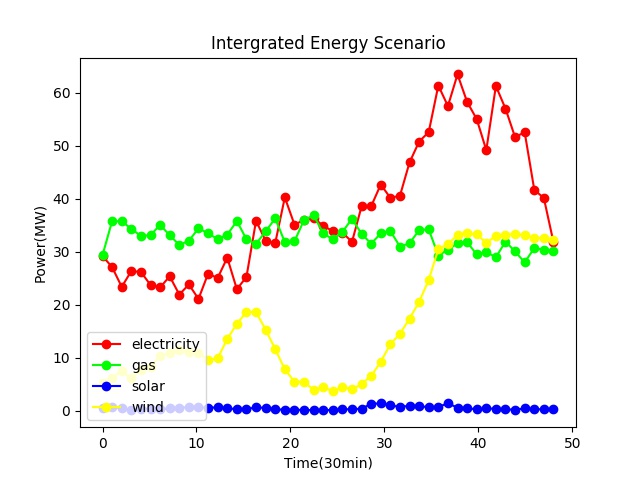 Intergrated Energy Scenario
Power(MW)
60
50
40
30
20
10
0
electricity
gas
solar
wind
0 10 20 30 40 50
Time(30min)